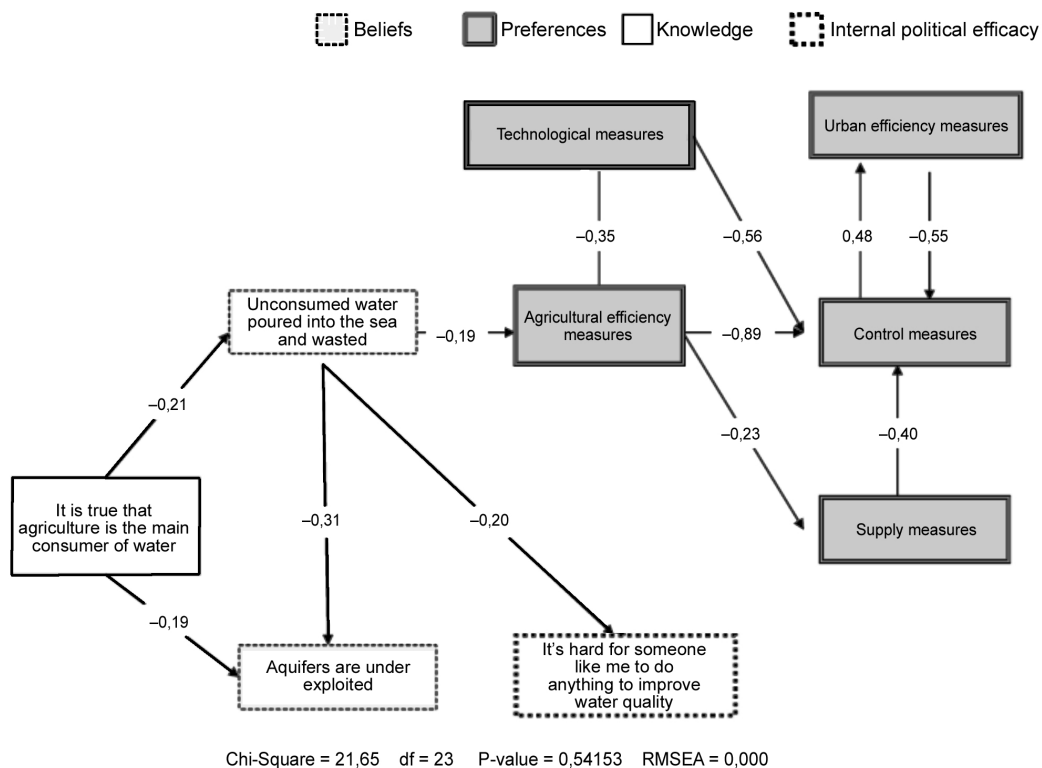 Beliefs
Preferences
Knowledge
Internal political efficacy
Technological measures
Urban efficiency measures
–0,35
–0,56
0,48
–0,55
Unconsumed water
poured into the sea
and wasted
–0,19
Agricultural efficiency
measures
–0,89
Control measures
–0,21
–0,23
–0,40
It is true that
agriculture is the main
consumer of water
–0,31
–0,20
Supply measures
–0,19
Aquifers are under
exploited
It's hard for someone
like me to do
anything to improve
water quality
Chi-Square = 21,65 df = 23 P-value = 0,54153 RMSEA = 0,000